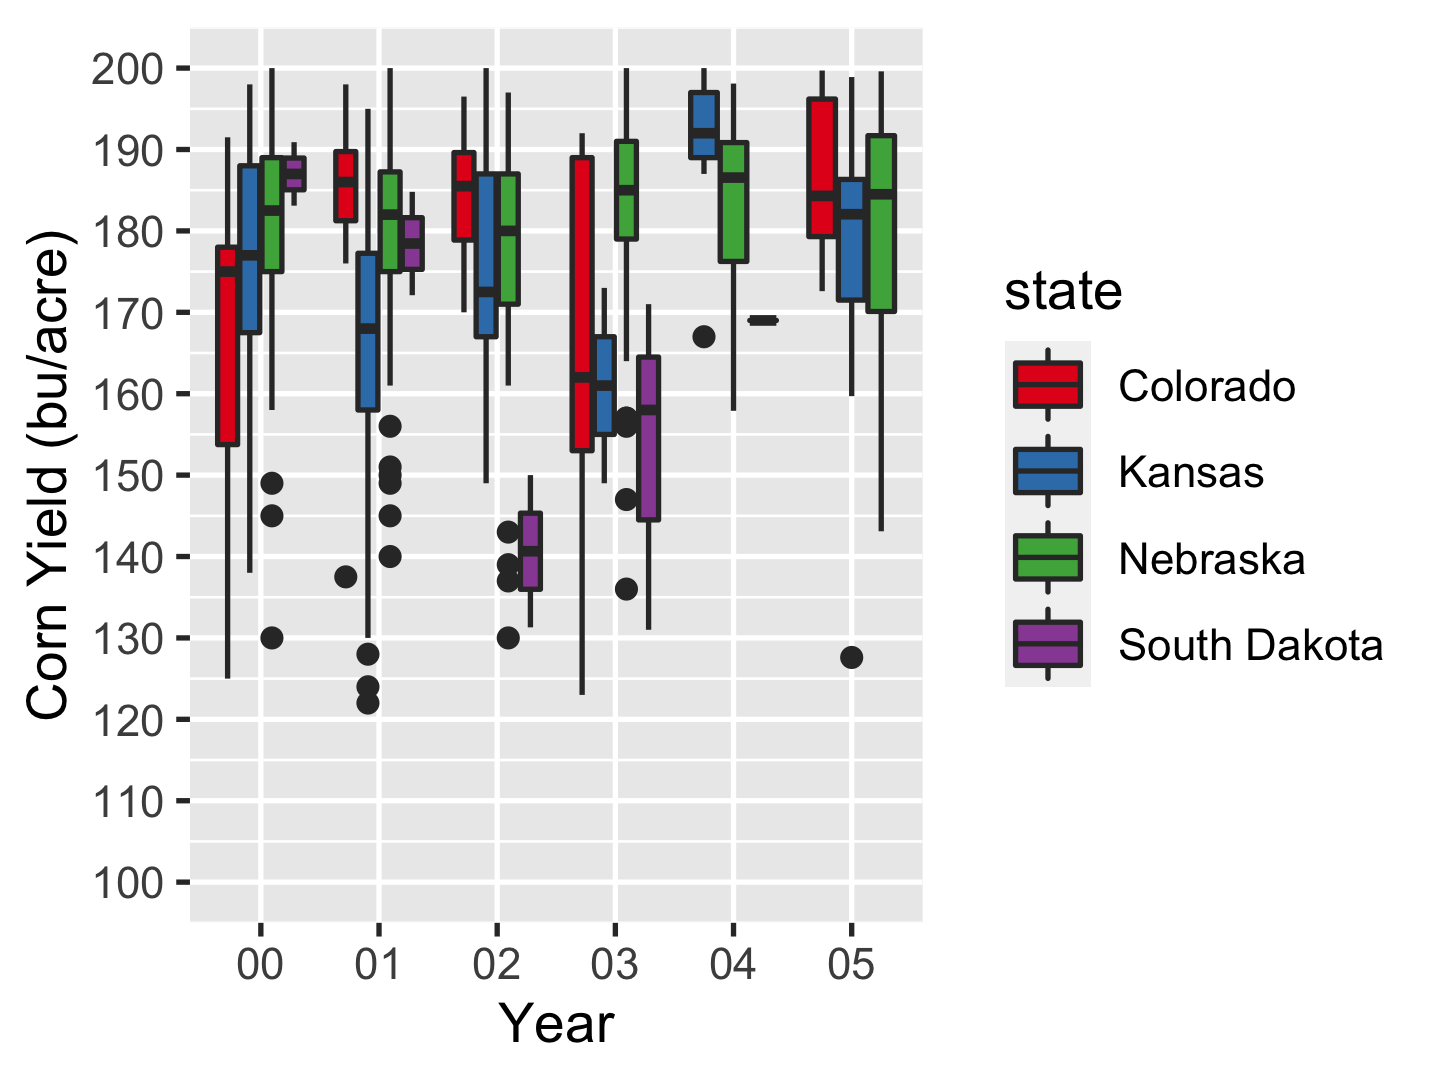 Corn Yield (bu/acre)
200
190
180
170
160
150
140
130
120
110
100
00 01 02 03 04 05
Year
state
Colorado
Kansas
Nebraska
South Dakota